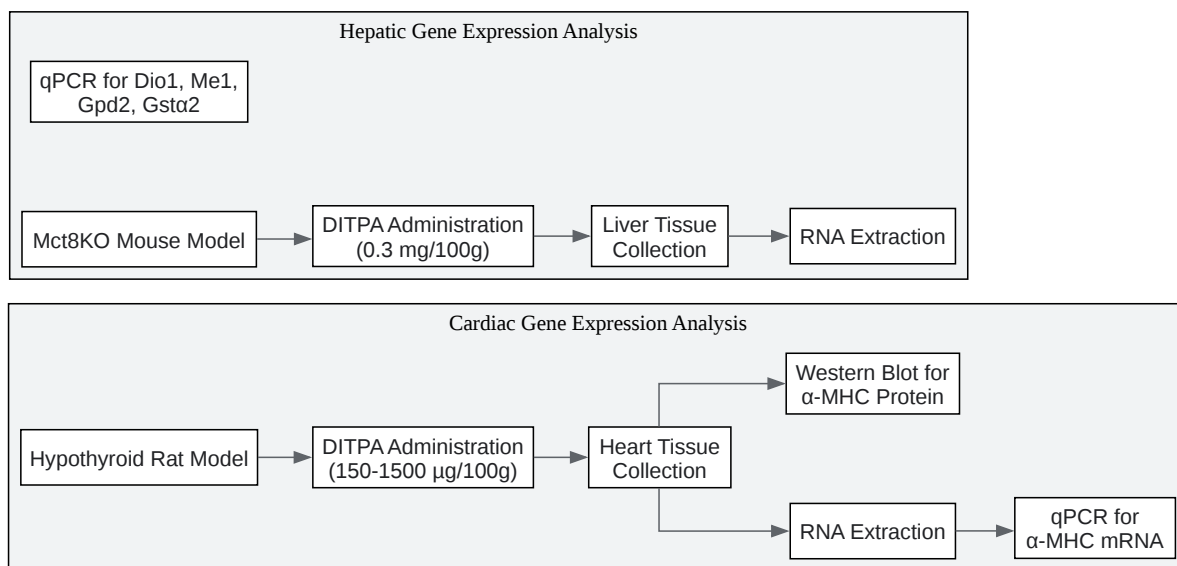 Hepatic Gene Expression Analysis
qPCR for Dio1, Me1,
Gpd2, Gstα2
Mct8KO Mouse Model
DITPA Administration
(0.3 mg/100g)
Liver Tissue
Collection
RNA Extraction
Cardiac Gene Expression Analysis
Hypothyroid Rat Model
DITPA Administration
(150-1500 µg/100g)
Heart Tissue
Collection
Western Blot for
α-MHC Protein
RNA Extraction
qPCR for
α-MHC mRNA